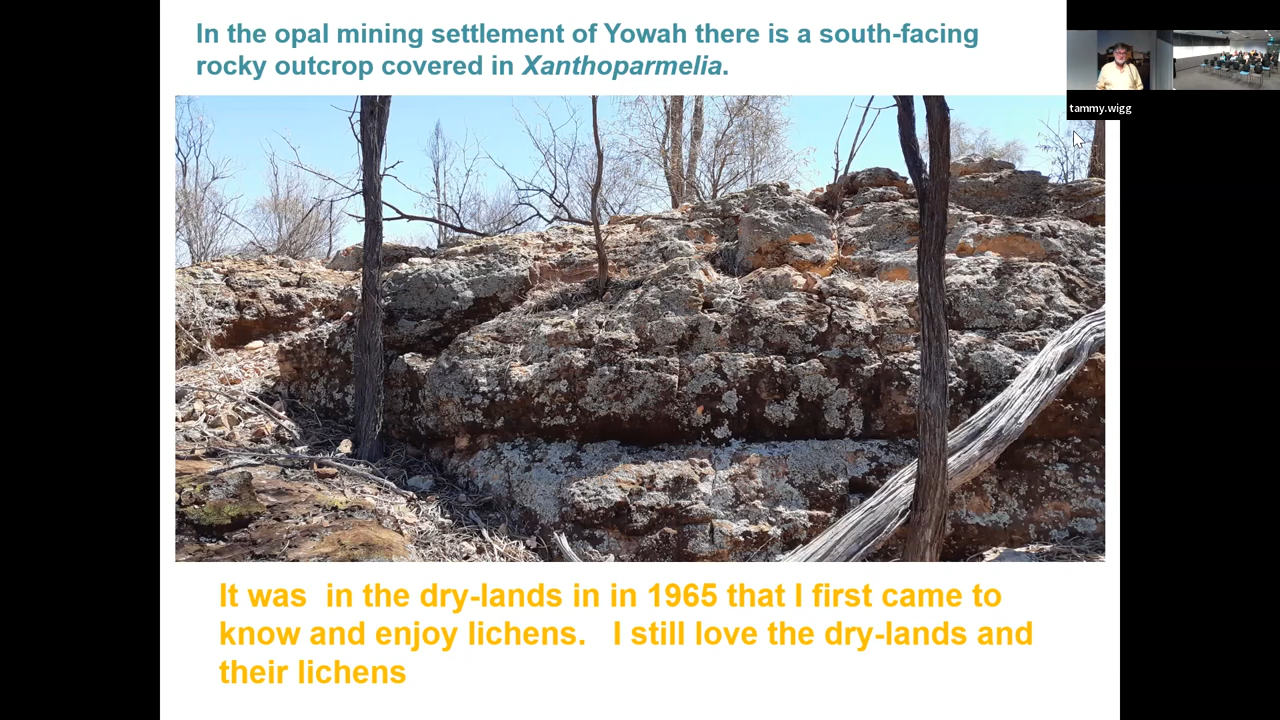 In the opal mining settlement of Yowah there is a south-facing
rocky outcrop covered in Xanthoparmelia.
tammy.wigg
It was  in the dry-lands in in 1965 that I first came to
know and enjoy lichens.   I still love the dry-lands and
their lichens